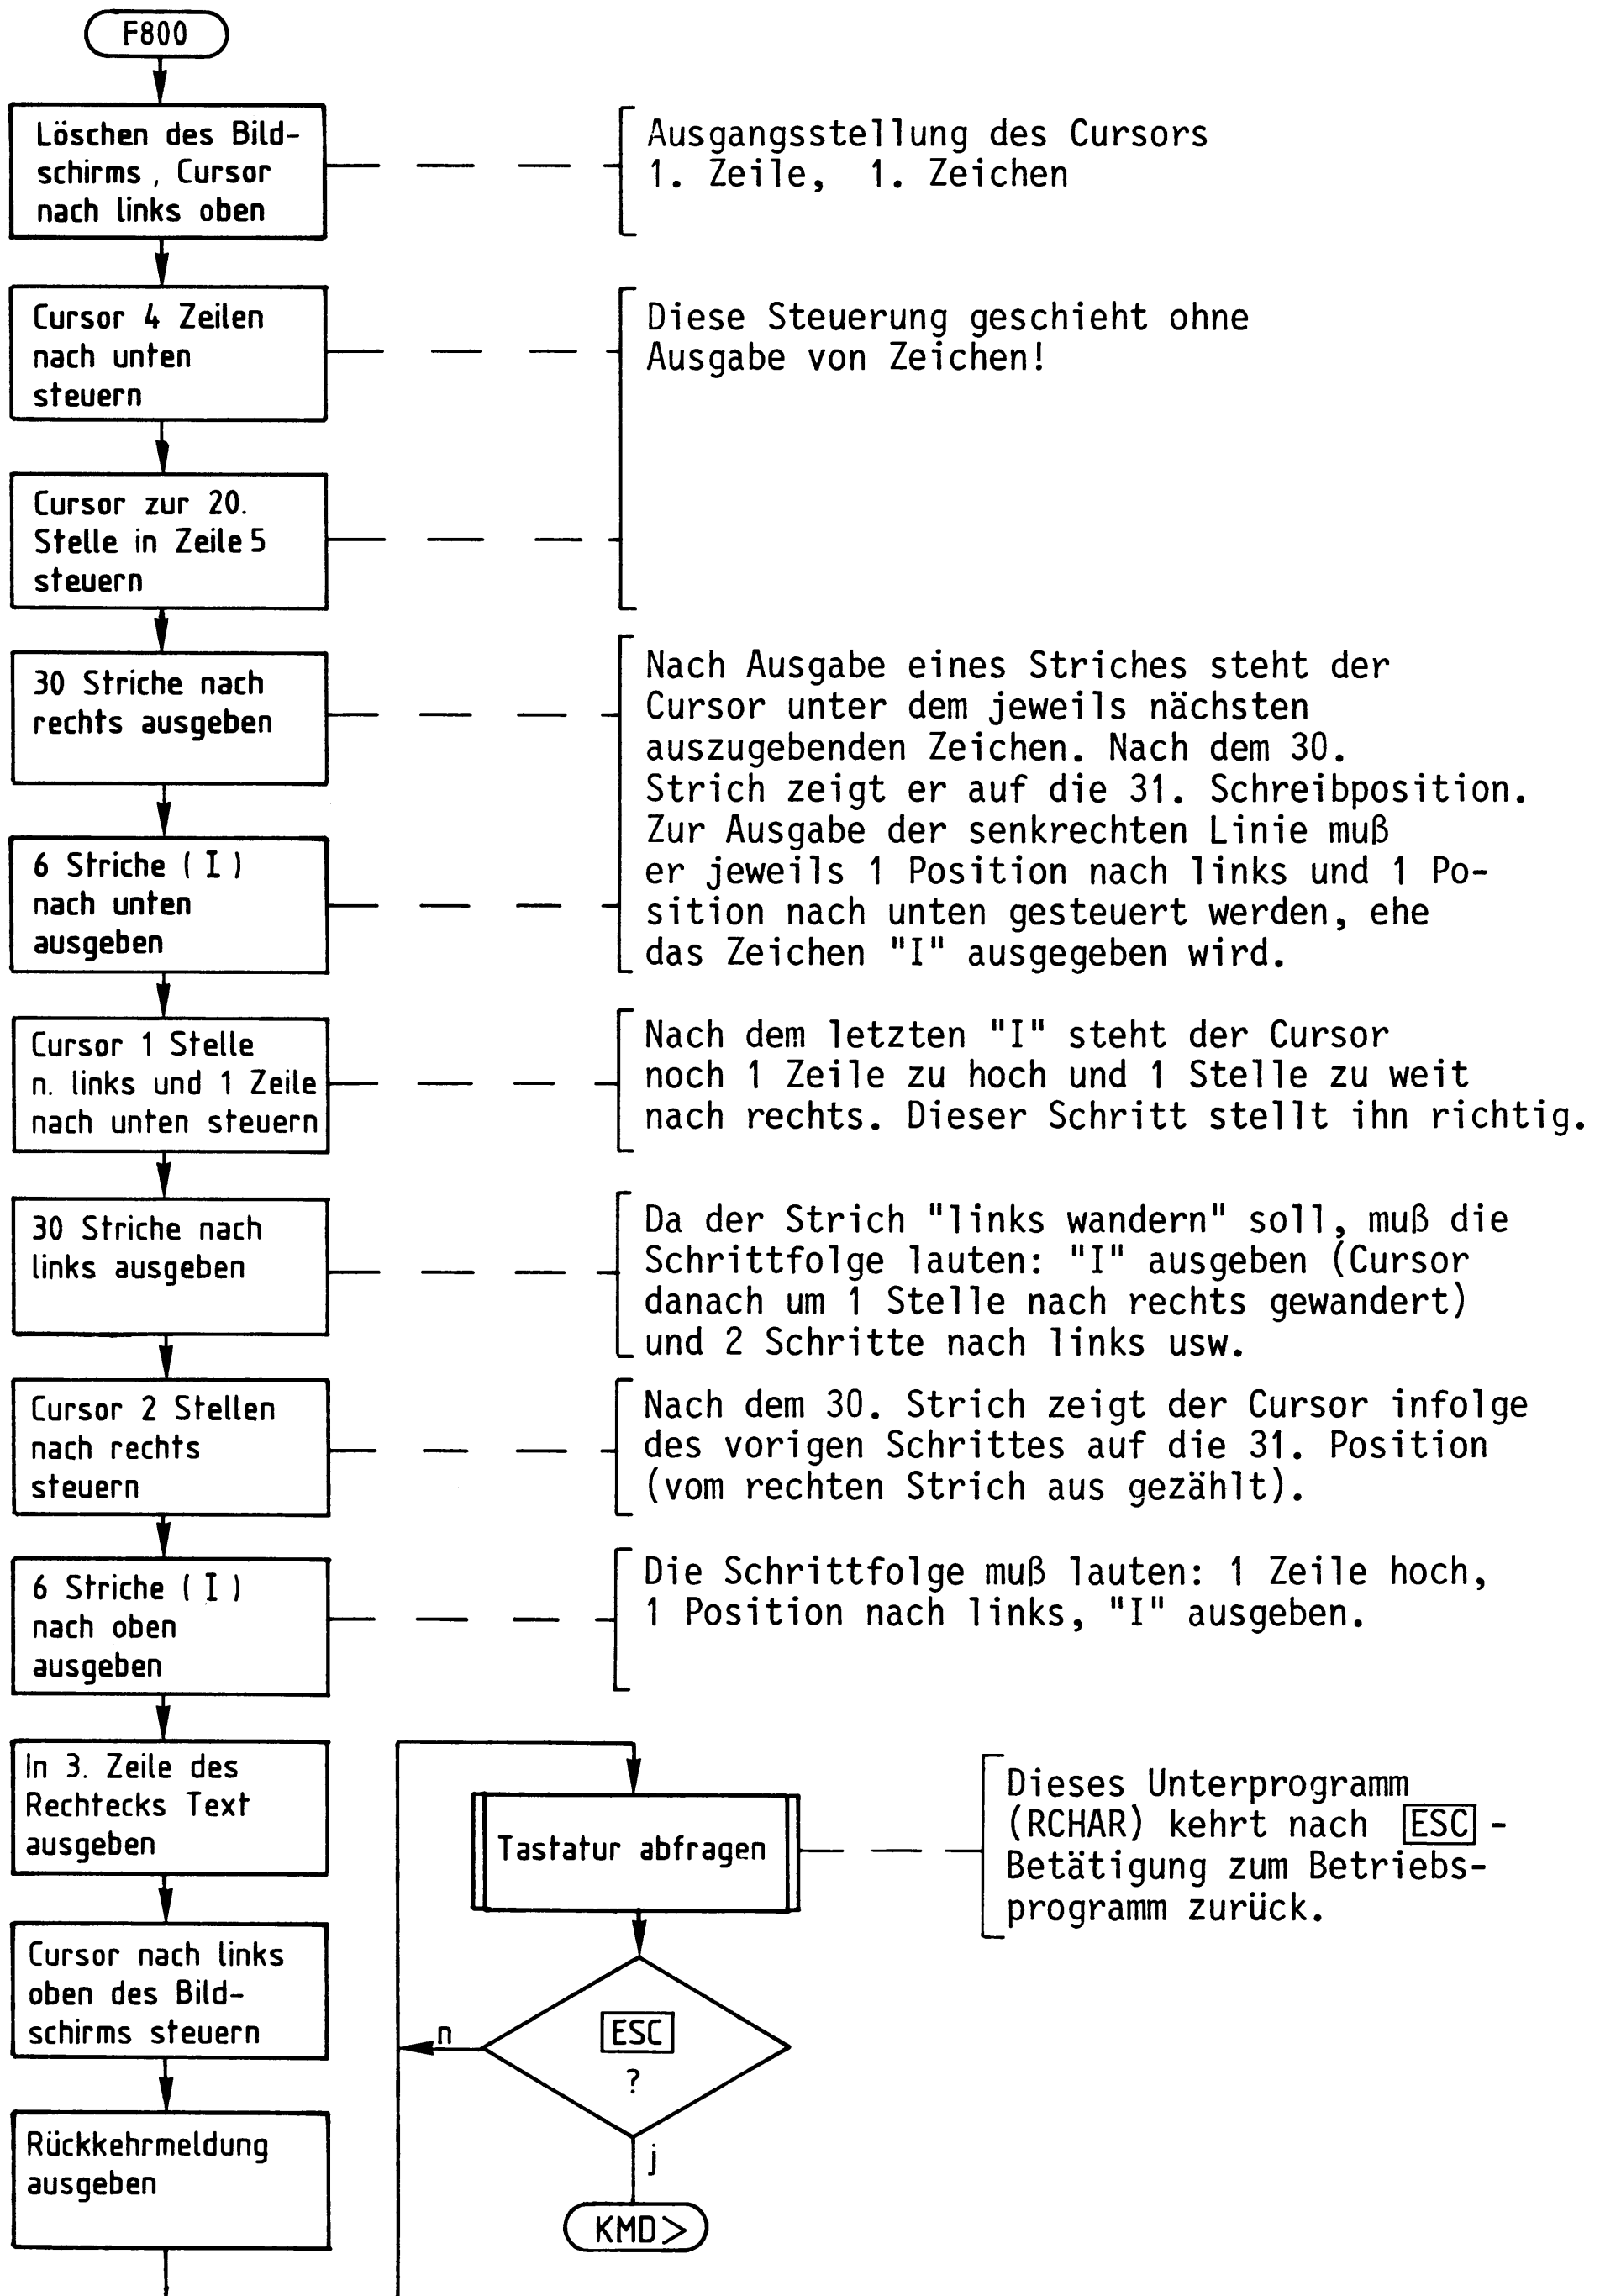 F800
Löschen des Bild-
schirms, Cursor
nach links oben
Ausgangsstellung des Cursors
1. Zeile, 1. Zeichen
Cursor 4 Zeilen
nach unten
steuern
Diese Steuerung geschieht ohne
Ausgabe von Zeichen!
Cursor zur 20.
Stelle in Zeile 5
steuern
30 Striche nach
rechts ausgeben
Nach Ausgabe eines Striches steht der
Cursor unter dem jeweils nächsten
auszugebenden Zeichen. Nach dem 30.
Strich zeigt er auf die 31. Schreibposition.
Zur Ausgabe der senkrechten Linie muß
er jeweils 1 Position nach links und 1 Po-
sition nach unten gesteuert werden, ehe
das Zeichen "I" ausgegeben wird.
6 Striche (I)
nach unten
ausgeben
Cursor 1 Stelle
n. links und 1 Zeile
nach unten steuern
Nach dem letzten "I" steht der Cursor
noch 1 Zeile zu hoch und 1 Stelle zu weit
nach rechts. Dieser Schritt stellt ihn richtig.
30 Striche nach
links ausgeben
Da der Strich "links wandern" soll, muß die
Schrittfolge lauten: "I" ausgeben (Cursor
danach um 1 Stelle nach rechts gewandert)
und 2 Schritte nach links usw.
Cursor 2 Stellen
nach rechts
steuern
Nach dem 30. Strich zeigt der Cursor infolge
des vorigen Schrittes auf die 31. Position
(vom rechten Strich aus gezählt).
6 Striche (I)
nach oben
ausgeben
Die Schrittfolge muß lauten: 1 Zeile hoch,
1 Position nach links, "I" ausgeben.
In 3. Zeile des
Rechtecks Text
ausgeben
Cursor nach links
oben des Bild-
schirms steuern
Rückkehrmeldung
ausgeben
Tastatur abfragen
Dieses Unterprogramm
(RCHAR) kehrt nach ESC -
Betätigung zum Betriebs-
programm zurück.
ESC
?
n
j
KMD>